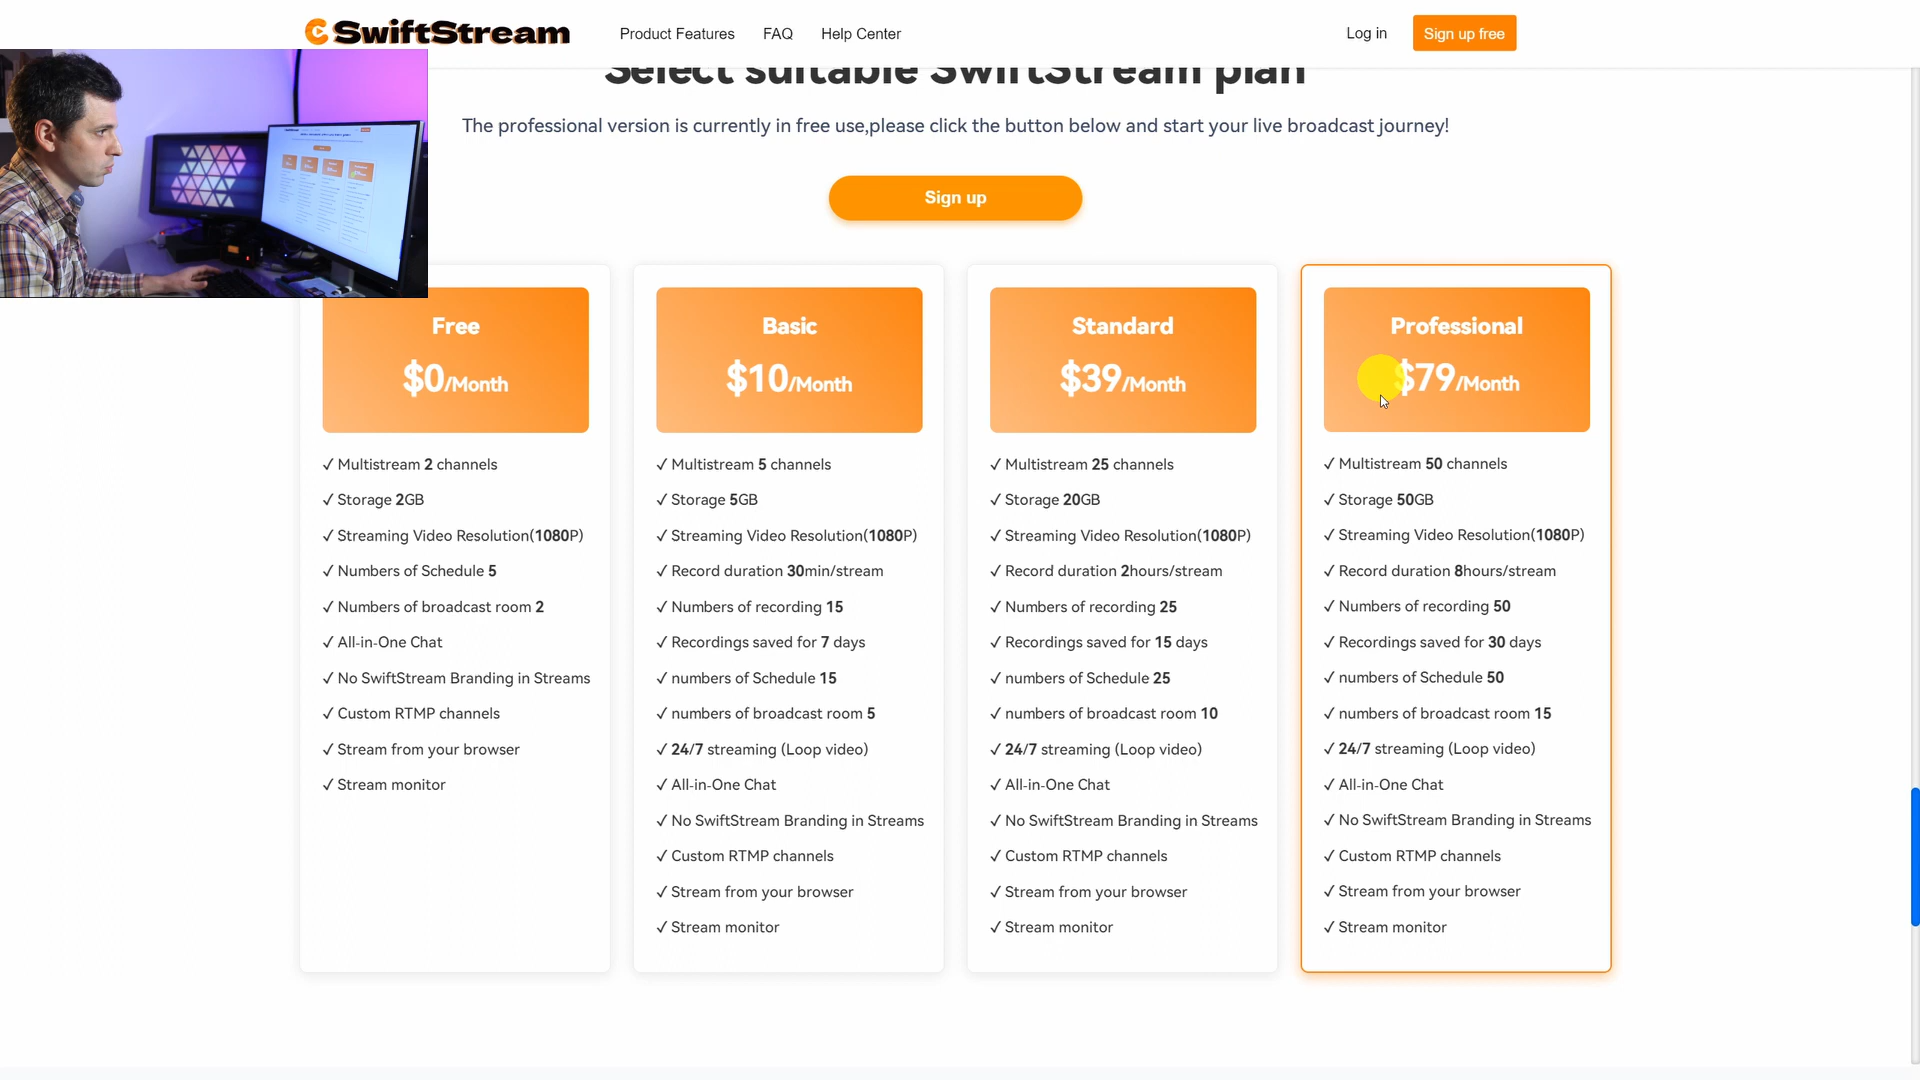 SwiftStream
Product Features
FAQ
Help Center
Log in
Sign up free
Select suitable SwiftStream plan
The professional version is currently in free use,please click the button below and start your live broadcast journey!
Sign up
Free
$0/Month
✓ Multistream 2 channels
✓ Storage 2GB
✓ Streaming Video Resolution(1080P)
✓ Numbers of Schedule 5
✓ Numbers of broadcast room 2
✓ All-in-One Chat
✓ No SwiftStream Branding in Streams
✓ Custom RTMP channels
✓ Stream from your browser
✓ Stream monitor
Basic
$10/Month
✓ Multistream 5 channels
✓ Storage 5GB
✓ Streaming Video Resolution(1080P)
✓ Record duration 30min/stream
✓ Numbers of recording 15
✓ Recordings saved for 7 days
✓ numbers of Schedule 15
✓ numbers of broadcast room 5
✓ 24/7 streaming (Loop video)
✓ All-in-One Chat
✓ No SwiftStream Branding in Streams
✓ Custom RTMP channels
✓ Stream from your browser
✓ Stream monitor
Standard
$39/Month
✓ Multistream 25 channels
✓ Storage 20GB
✓ Streaming Video Resolution(1080P)
✓ Record duration 2hours/stream
✓ Numbers of recording 25
✓ Recordings saved for 15 days
✓ numbers of Schedule 25
✓ numbers of broadcast room 10
✓ 24/7 streaming (Loop video)
✓ All-in-One Chat
✓ No SwiftStream Branding in Streams
✓ Custom RTMP channels
✓ Stream from your browser
✓ Stream monitor
Professional
$79/Month
✓ Multistream 50 channels
✓ Storage 50GB
✓ Streaming Video Resolution(1080P)
✓ Record duration 8hours/stream
✓ Numbers of recording 50
✓ Recordings saved for 30 days
✓ numbers of Schedule 50
✓ numbers of broadcast room 15
✓ 24/7 streaming (Loop video)
✓ All-in-One Chat
✓ No SwiftStream Branding in Streams
✓ Custom RTMP channels
✓ Stream from your browser
✓ Stream monitor